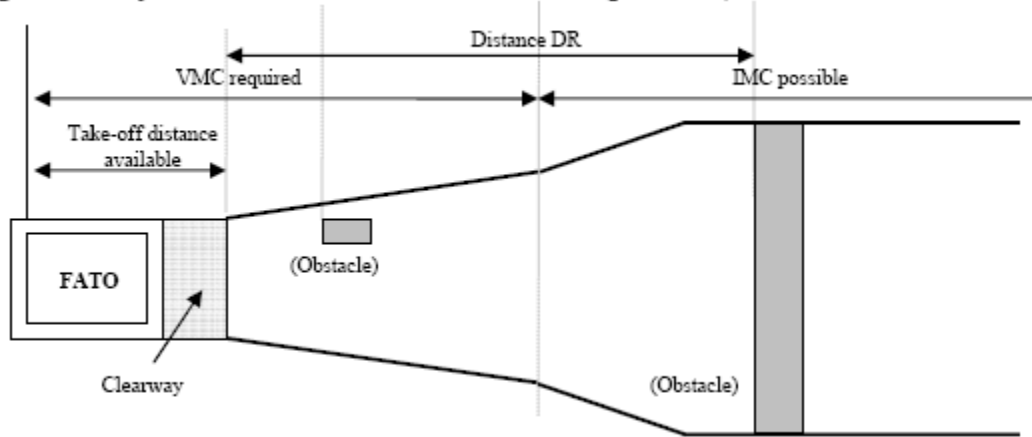 Distance DR
VMC required
IMC possible
Take-off distance
available
FATO
(Obstacle)
Clearway
(Obstacle)